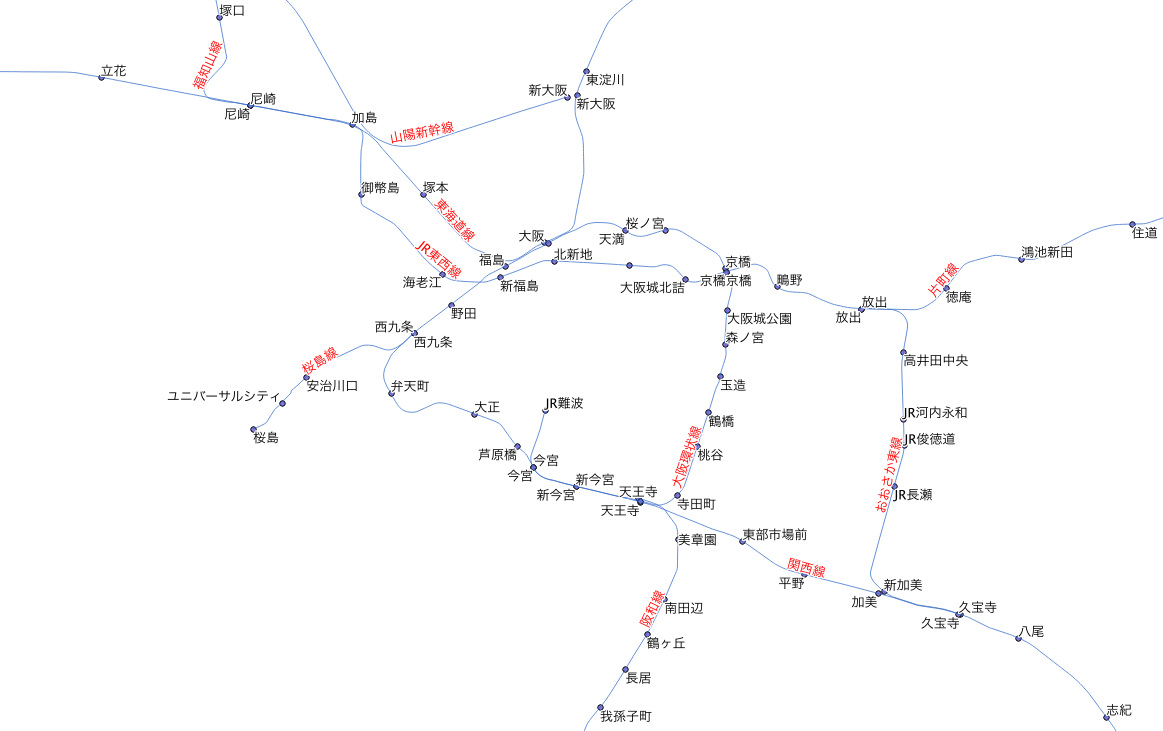 塚口
福知山線
立花
尼崎
尼崎
加島
新大阪
東淀川
新大阪
山陽新幹線
御幣島
塚本
東海道線
JR東西線
海老江
福島
大阪
新福島
北新地
天満
桜ノ宮
大阪城北詰
京橋
京橋
京橋
鴫野
放出
放出
片町線
徳庵
鴻池新田
住道
野田
西九条
西九条
桜島線
安治川口
ユニバーサルシティ
桜島
弁天町
大正
芦原橋
JR難波
今宮
今宮
新今宮
新今宮
天王寺
天王寺
大阪城公園
森ノ宮
玉造
鶴橋
大阪環状線
桃谷
寺田町
高井田中央
JR河内永和
JR俊徳道
おおさか東線
JR長瀬
美章園
東部市場前
関西線
平野
加美
新加美
久宝寺
久宝寺
八尾
志紀
阪和線
南田辺
鶴ヶ丘
長居
我孫子町